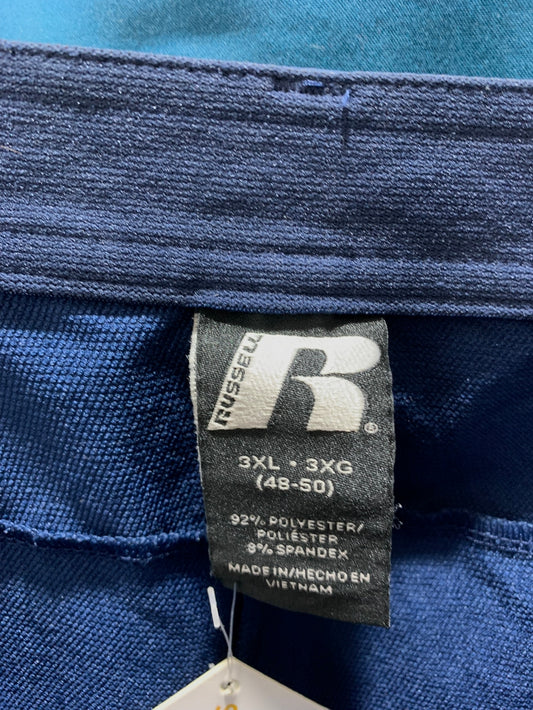 RUSSELL
R®
3XL • 3XG
(48-50)
92% POLYESTER/
POLIÉSTER
8% SPANDEX
MADE IN/HECHO EN
VIETNAM